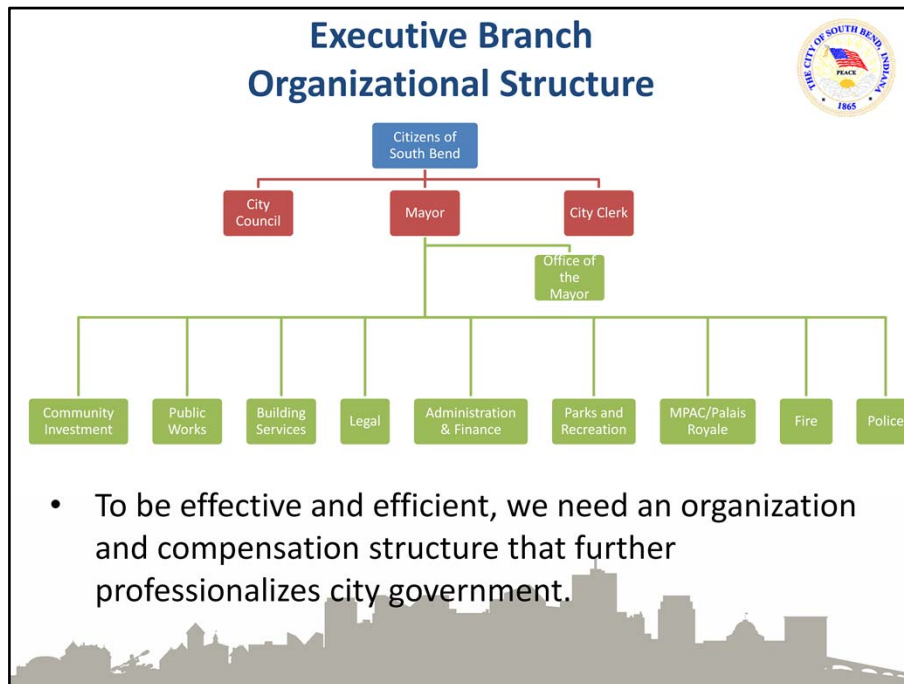 Executive Branch
Organizational Structure
THE CITY OF SOUTH BEND, INDIANA
PEACE
• 1865 •
Citizens of
South Bend
City
Council
Mayor
City Clerk
Office of
the
Mayor
Community
Investment
Public
Works
Building
Services
Legal
Administration
& Finance
Parks and
Recreation
MPAC/Palais
Royale
Fire
Police
• To be effective and efficient, we need an organization
and compensation structure that further
professionalizes city government.